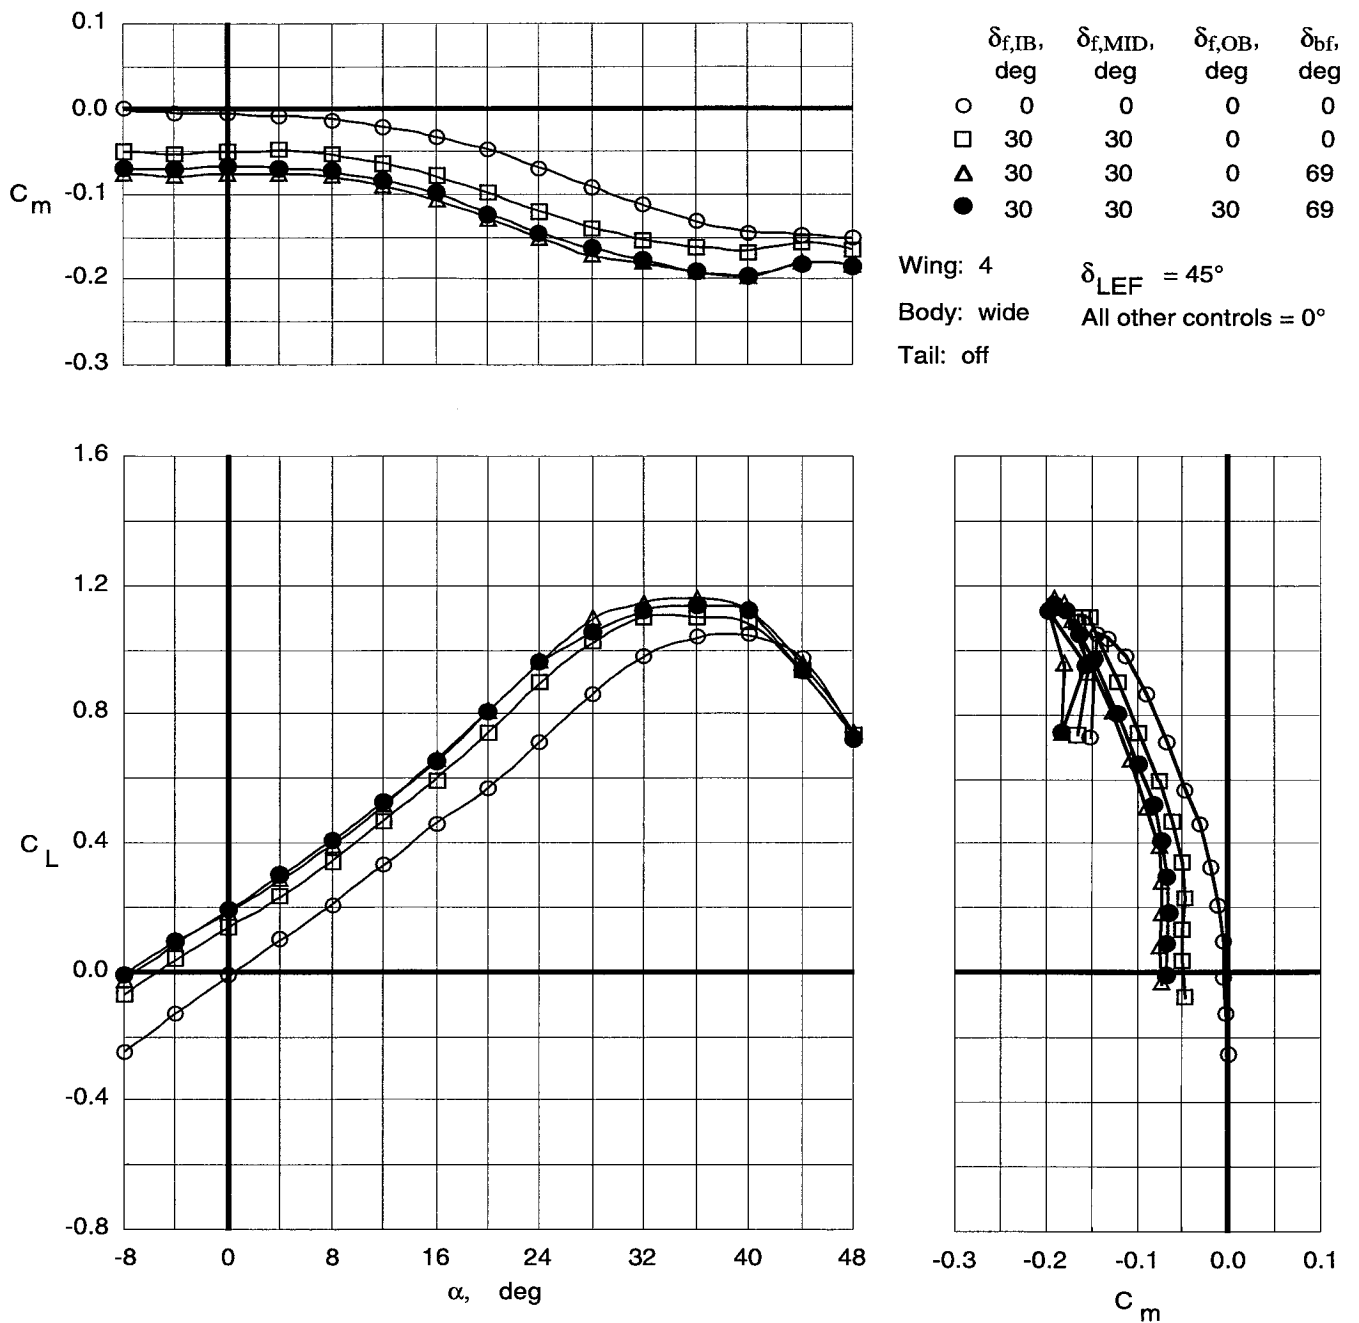 0.1
0.0
C m
-0.1
-0.2
-0.3
δf,IB, δf,MID, δf,OB, δbf,
deg deg deg deg
○ 0 0 0 0
□ 30 30 0 0
△ 30 30 0 69
● 30 30 30 69
Wing: 4 δLEF = 45°
Body: wide All other controls = 0°
Tail: off
1.6
1.2
0.8
C L
0.4
0.0
-0.4
-0.8
-8 0 8 16 24 32 40 48
α, deg
-0.3 -0.2 -0.1 0.0 0.1
C m